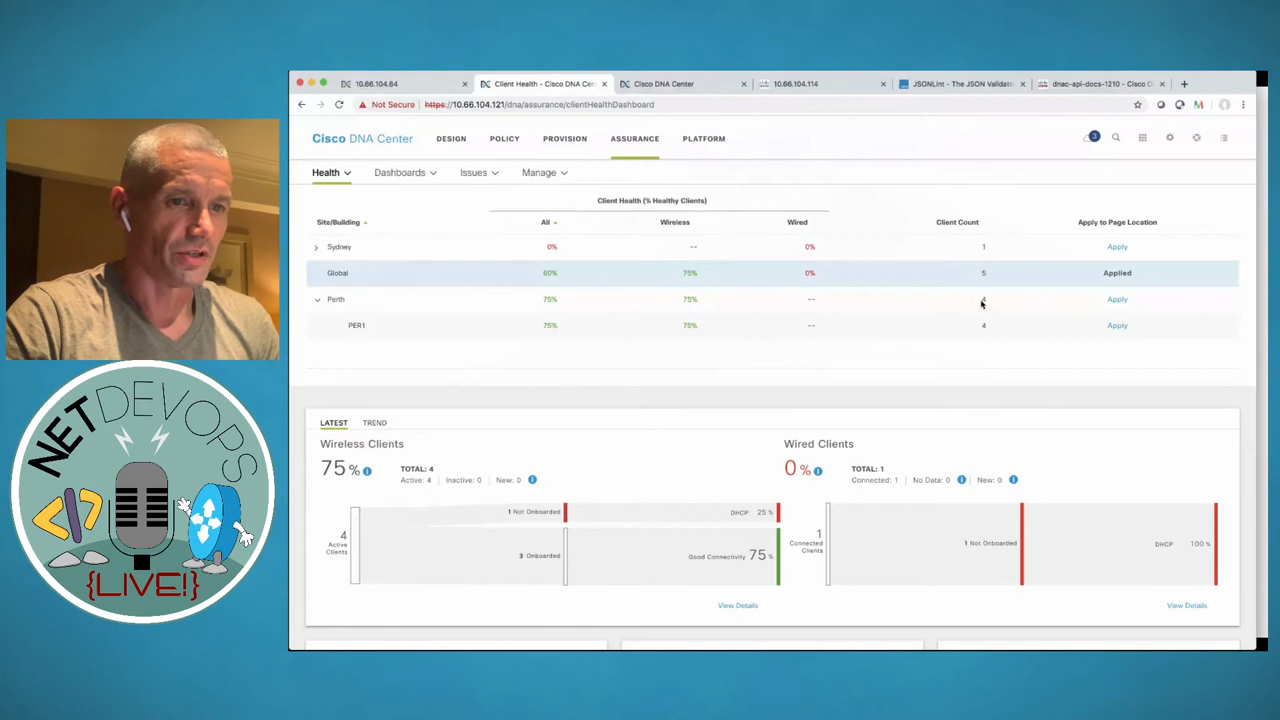 10.66.104.84
Client Health - Cisco DNA Cen
Cisco DNA Center
10.66.104.114
JSONLint - The JSON Validato
dnac-api-docs-1210 - Cisco D
Not Secure https://10.66.104.121/dna/assurance/clientHealthDashboard
Cisco DNA Center DESIGN POLICY PROVISION ASSURANCE PLATFORM 3
Health Dashboards Issues Manage
Client Health (% Healthy Clients)
Site/Building All Wireless Wired Client Count Apply to Page Location
Sydney 0% -- 0% 1 Apply
Global 60% 75% 0% 5 Applied
Perth 75% 75% -- 4 Apply
PER1 75% 75% -- 4 Apply
LATEST TREND
Wireless Clients
75% TOTAL: 4
Active: 4 Inactive: 0 New: 0
4 Active Clients
1 Not Onboarded DHCP 25%
3 Onboarded Good Connectivity 75%
View Details
Wired Clients
0% TOTAL: 1
Connected: 1 No Data: 0 New: 0
1 Connected Clients
1 Not Onboarded DHCP 100%
View Details
NETDEVOPS
{LIVE!}